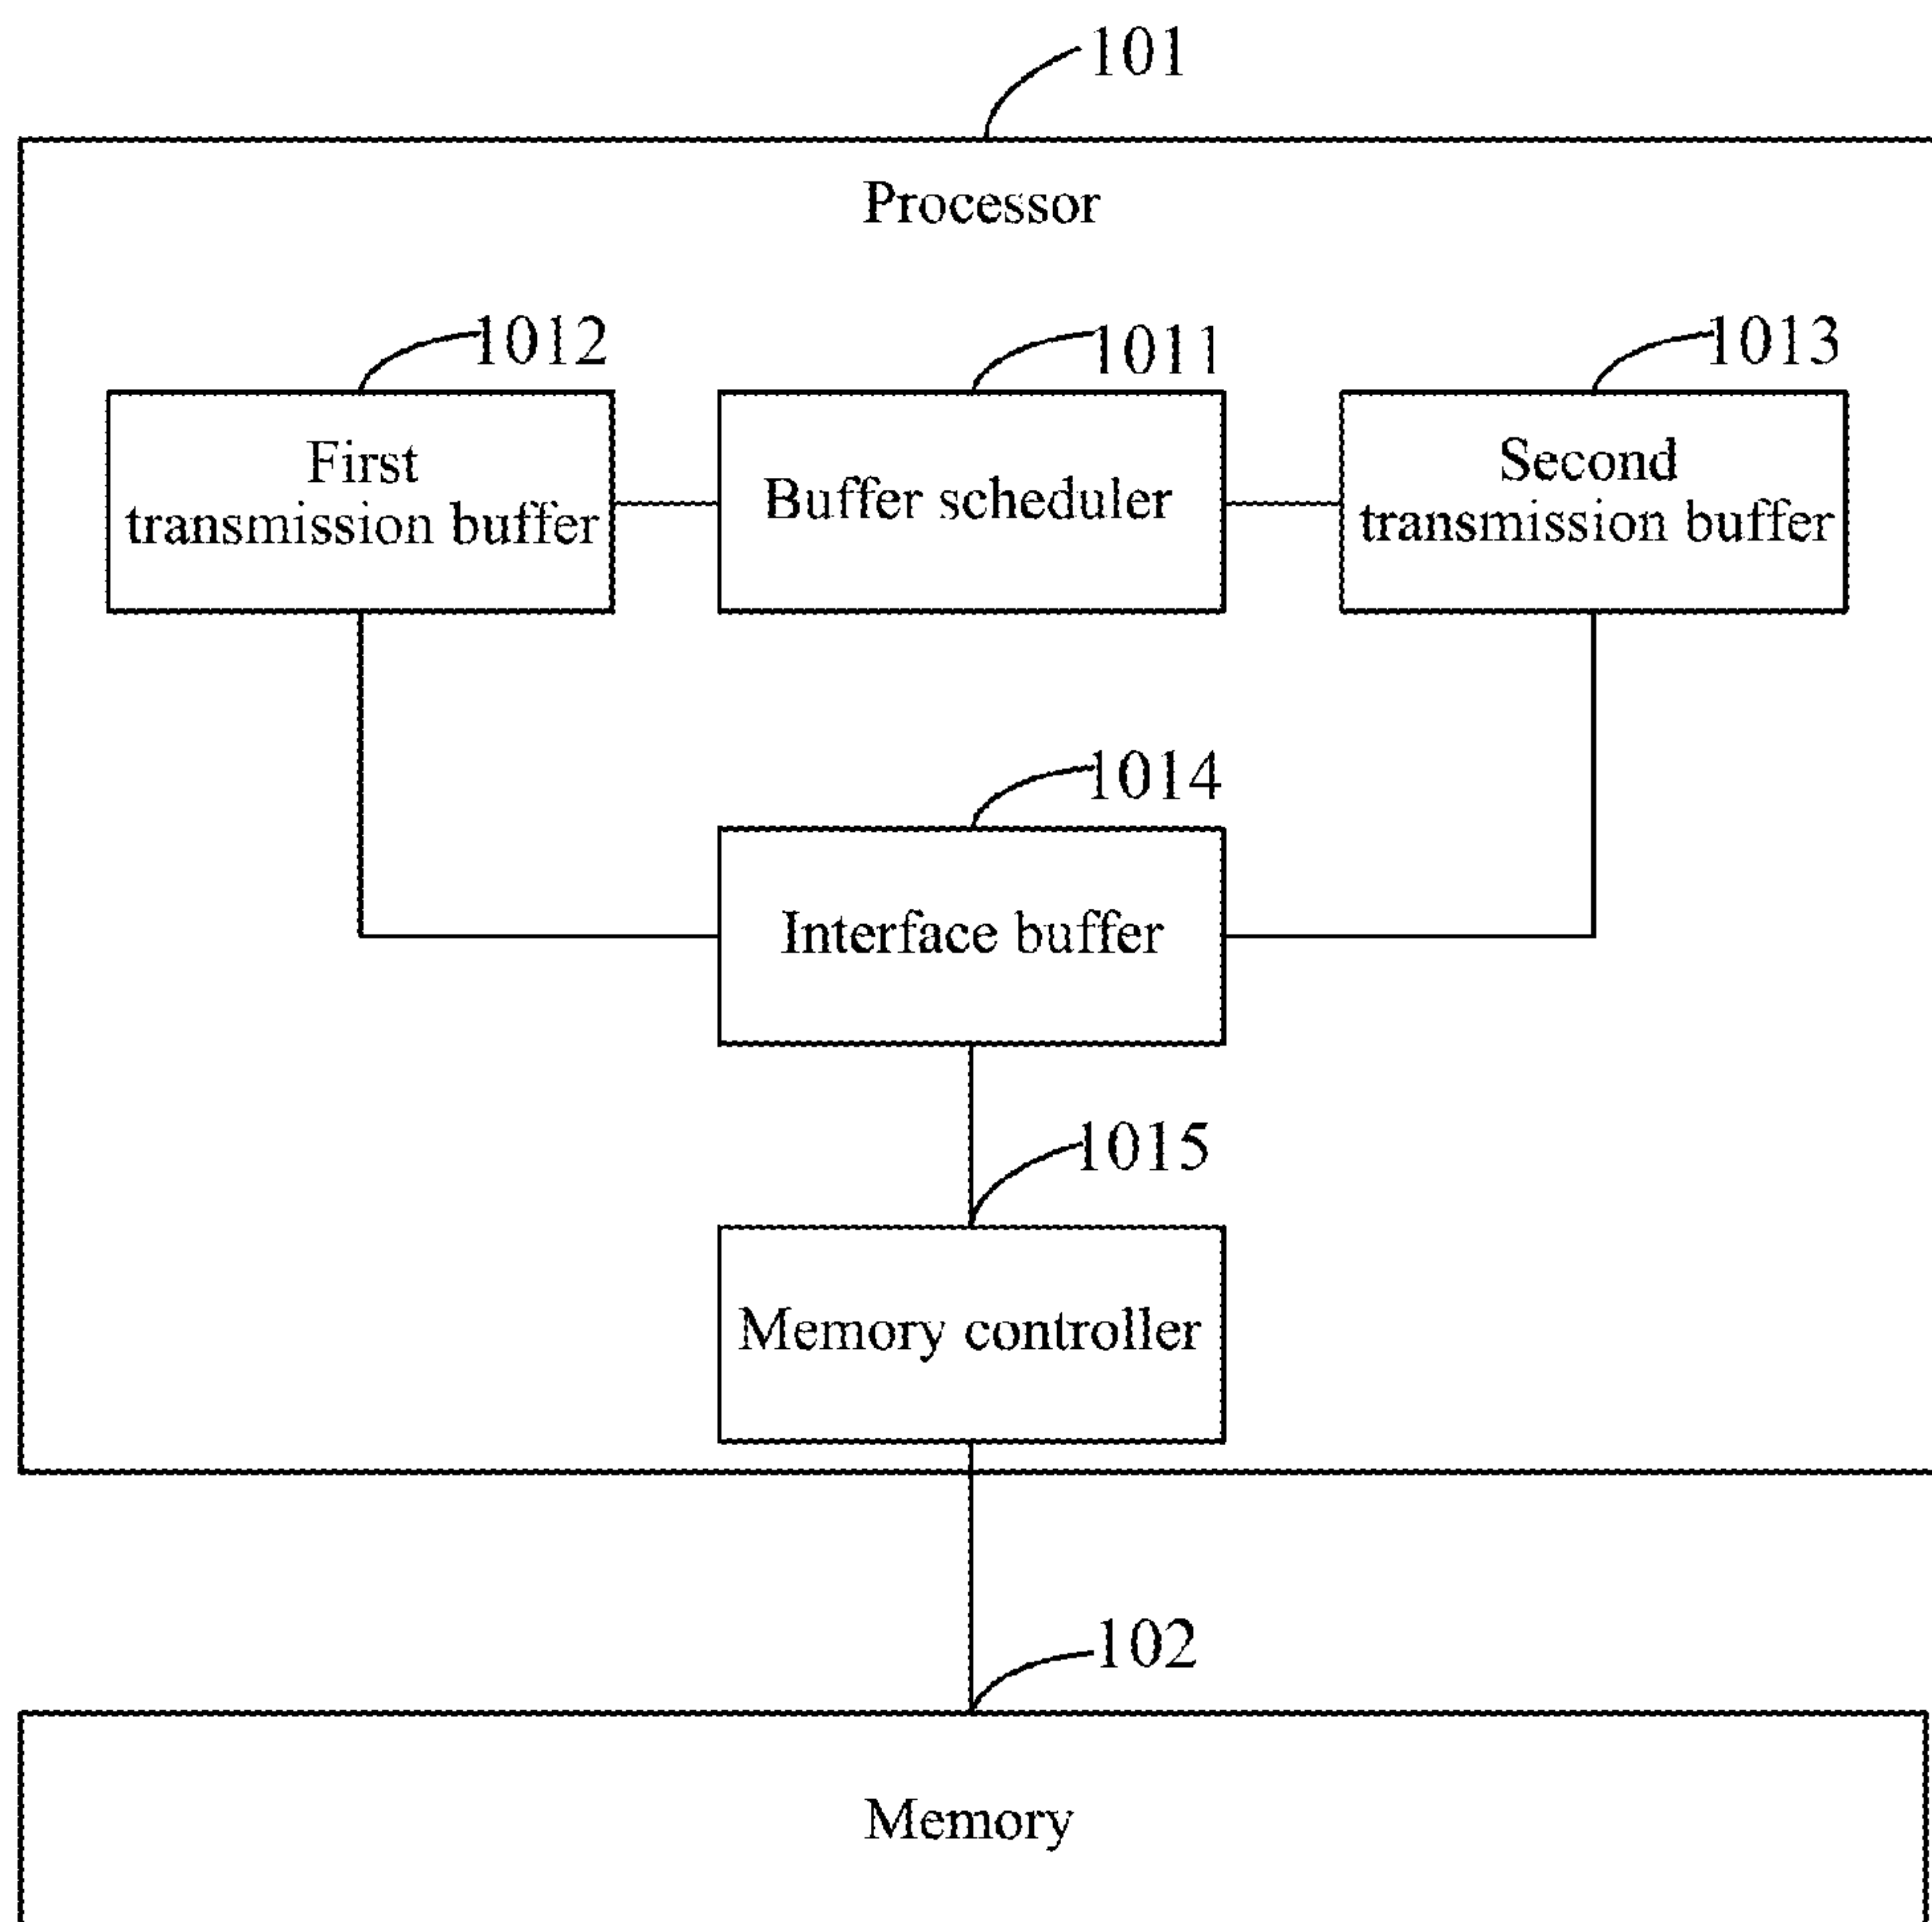 101
Processor
1012
1011
1013
First
transmission buffer
Buffer scheduler
Second
transmission buffer
1014
Interface buffer
1015
Memory controller
102
Memory